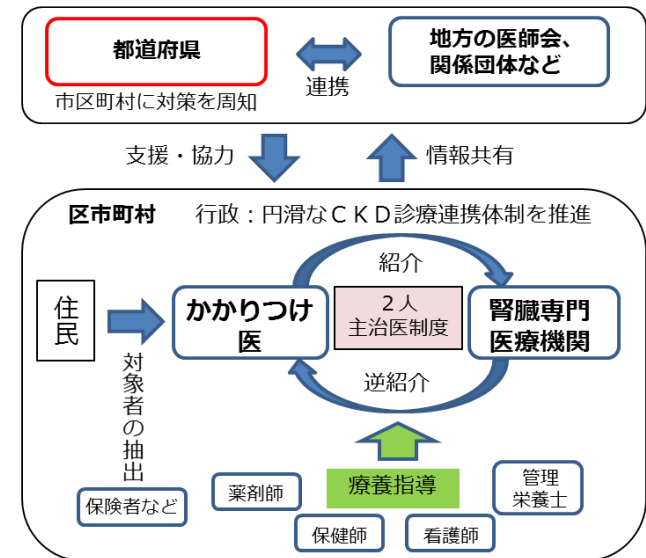 都道府県
地方の医師会、
関係団体など
連携
市区町村に対策を周知
支援・協力
情報共有
区市町村
行政：円滑なＣＫＤ診療連携体制を推進
紹介
住民
かかりつけ
医
２人
主治医制度
腎臓専門
医療機関
逆紹介
対象者の抽出
療養指導
管理
栄養士
薬剤師
保険者など
保健師
看護師